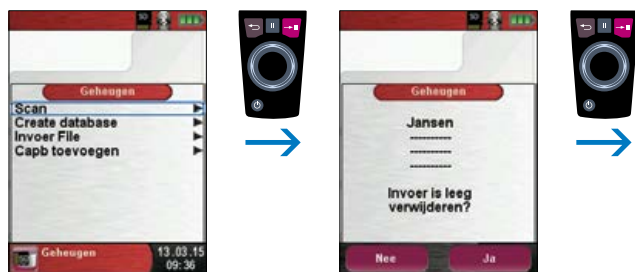 SD
Geheugen
Scan
Create database
Invoer File
Capb toevoegen
Geheugen
13.03.15
09:36
SD
Geheugen
Jansen
----------
----------
----------
Invoer is leeg
verwijderen?
Nee
Ja